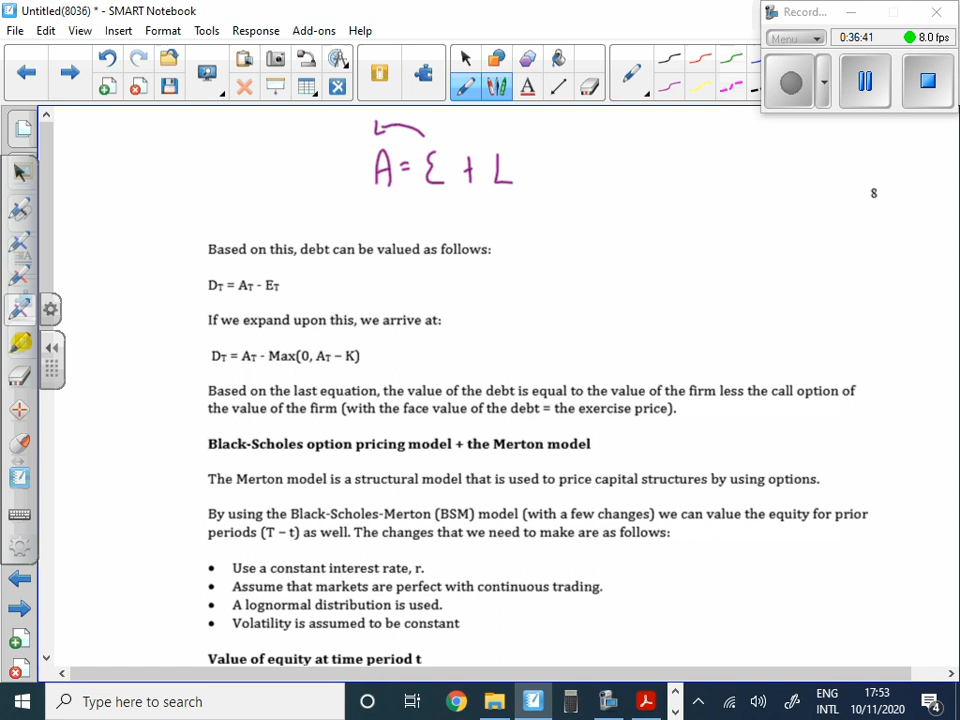 Untitled(8036) * - SMART Notebook
File Edit View Insert Format Tools Response Add-ons Help
Record...
Menu 0:36:41 8.0 fps
A = E + L
8
Based on this, debt can be valued as follows:
DT = AT - ET
If we expand upon this, we arrive at:
DT = AT - Max(0, AT – K)
Based on the last equation, the value of the debt is equal to the value of the firm less the call option of
the value of the firm (with the face value of the debt = the exercise price).
Black-Scholes option pricing model + the Merton model
The Merton model is a structural model that is used to price capital structures by using options.
By using the Black-Scholes-Merton (BSM) model (with a few changes) we can value the equity for prior
periods (T – t) as well. The changes that we need to make are as follows:
• Use a constant interest rate, r.
• Assume that markets are perfect with continuous trading.
• A lognormal distribution is used.
• Volatility is assumed to be constant
Value of equity at time period t
Type here to search
ENG
INTL
17:53
10/11/2020
4